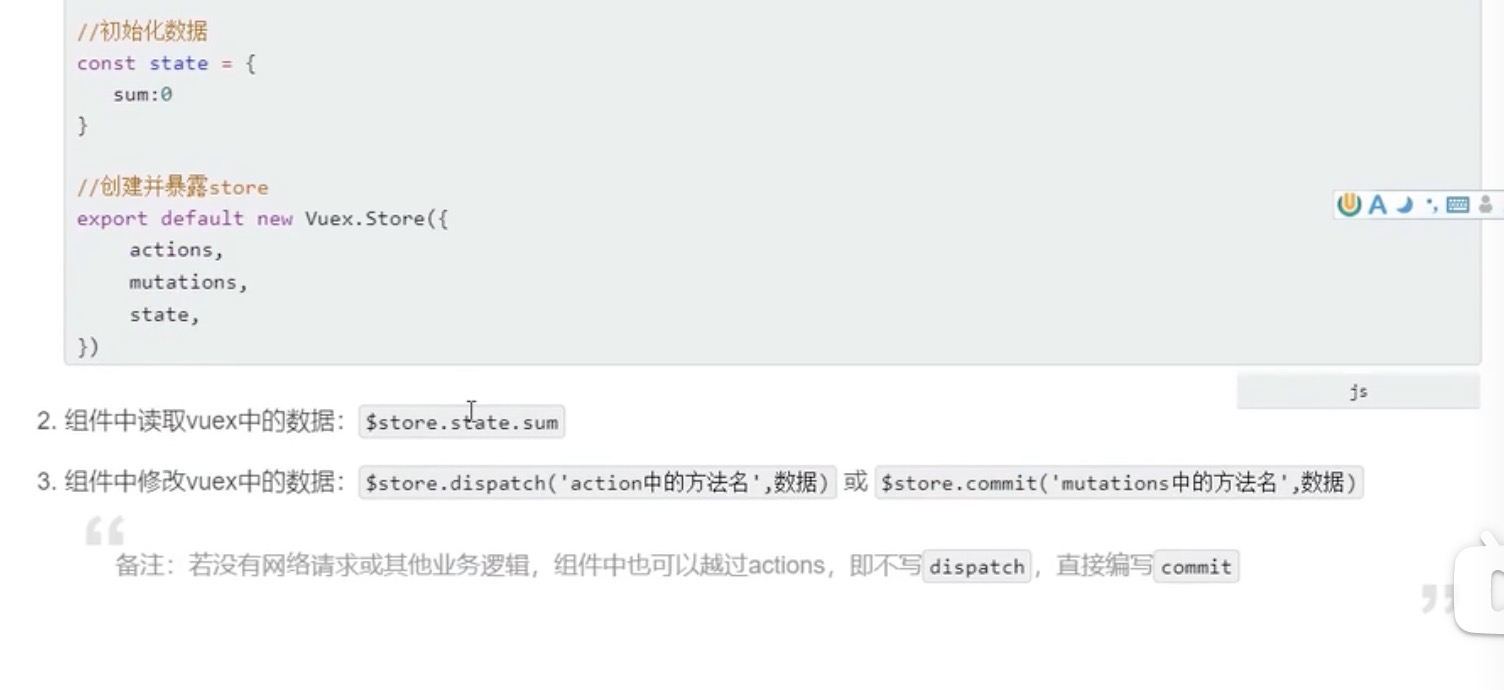 //初始化数据
const state = {
   sum:0
}
//创建并暴露store
export default new Vuex.Store({
    actions,
    mutations,
    state,
})
js
2. 组件中读取vuex中的数据：$store.state.sum
3. 组件中修改vuex中的数据：$store.dispatch('action中的方法名',数据) 或 $store.commit('mutations中的方法名',数据)
备注：若没有网络请求或其他业务逻辑，组件中也可以越过actions，即不写dispatch，直接编写commit